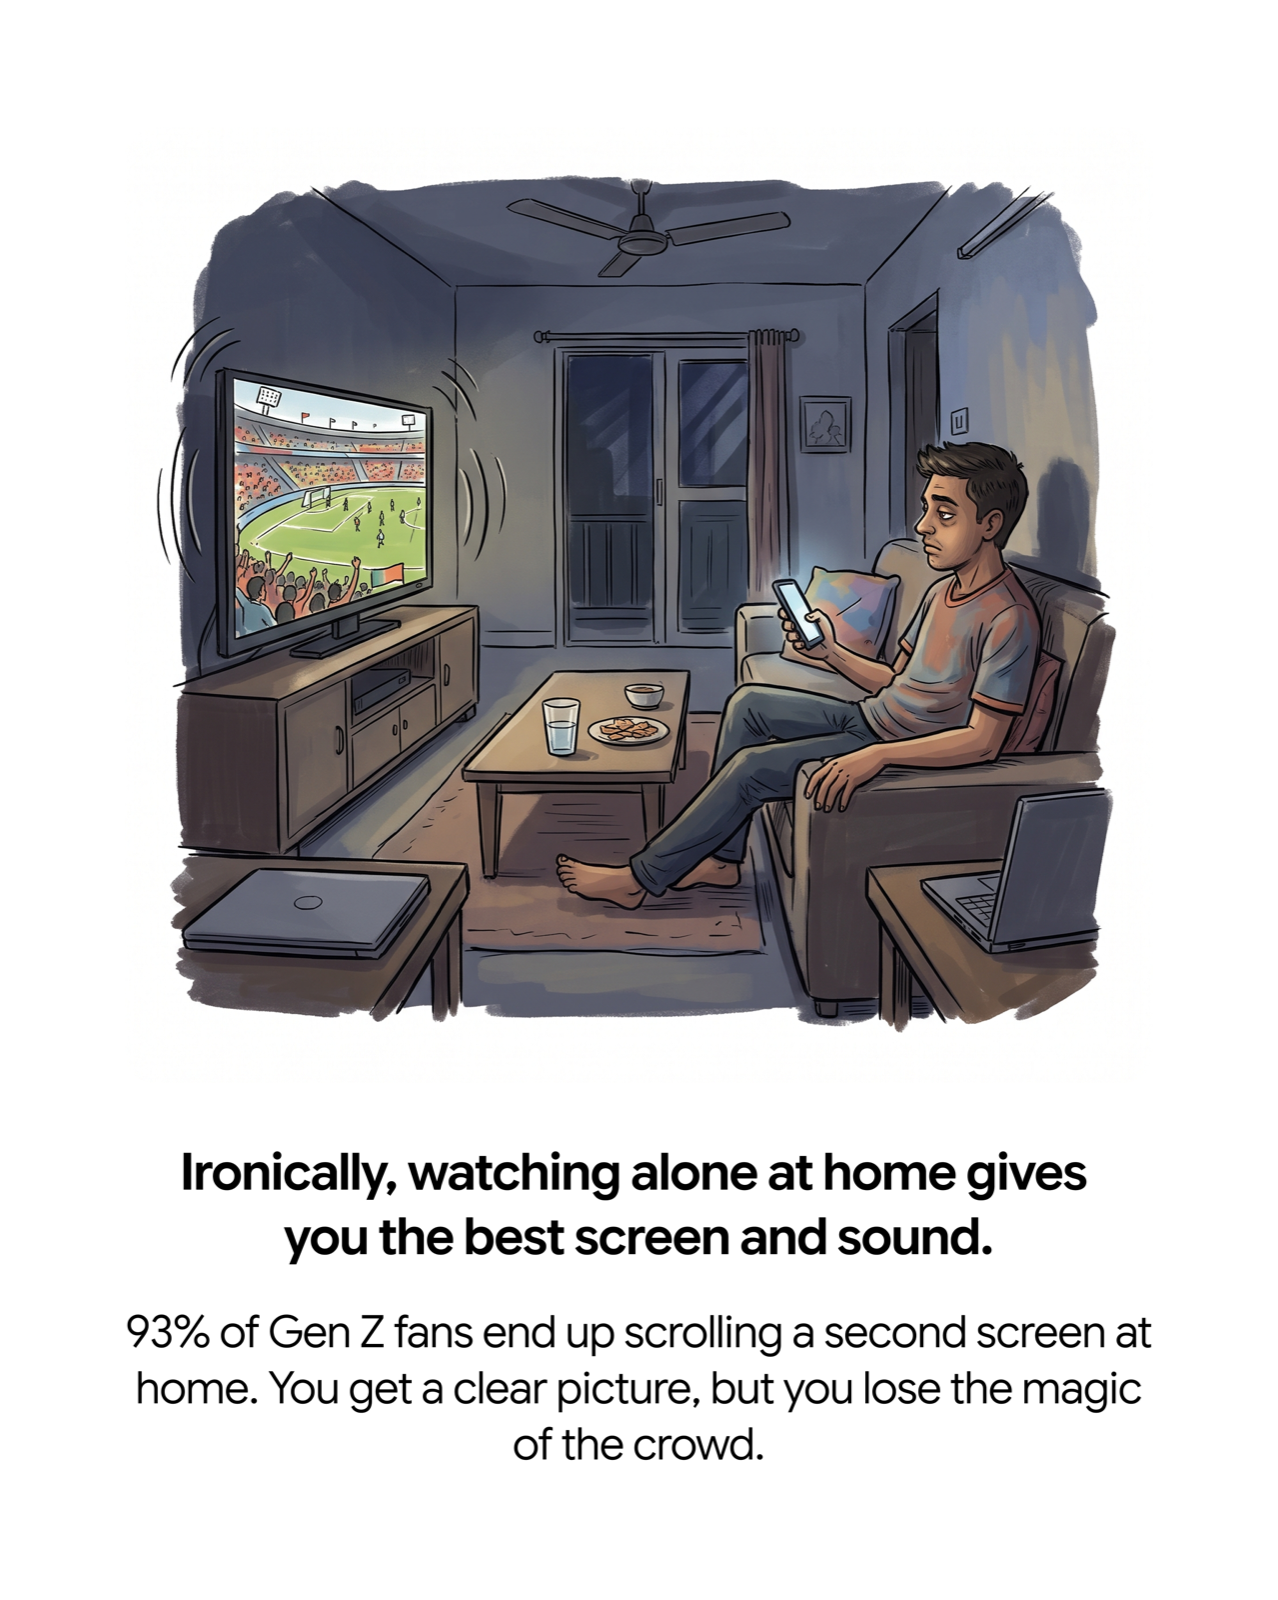 Ironically, watching alone at home gives
you the best screen and sound.
93% of Gen Z fans end up scrolling a second screen at
home. You get a clear picture, but you lose the magic
of the crowd.